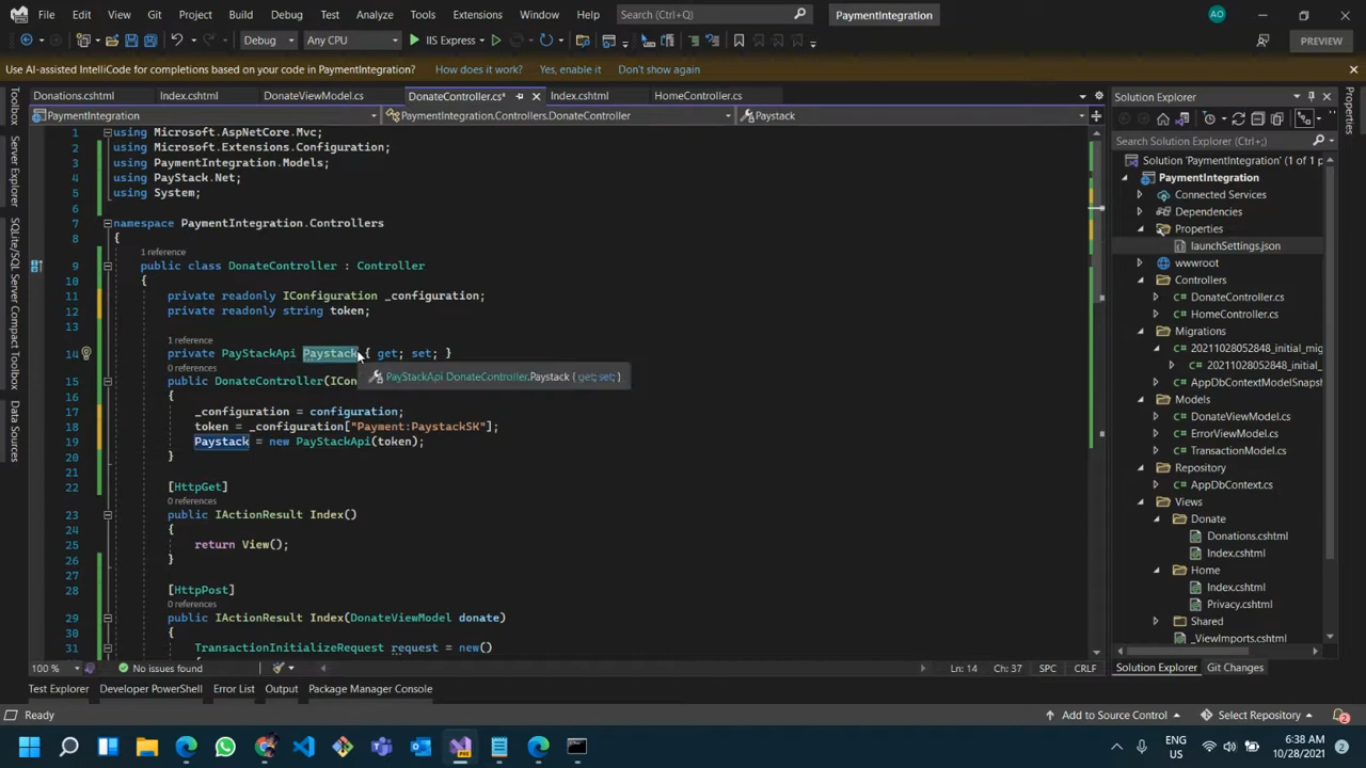 File Edit View Git Project Build Debug Test Analyze Tools Extensions Window Help Search (Ctrl+Q) PaymentIntegration AO
Debug Any CPU IIS Express PREVIEW
Use AI-assisted IntelliCode for completions based on your code in PaymentIntegration? How does it work? Yes, enable it Don't show again
Donations.cshtml Index.cshtml DonateViewModel.cs DonateController.cs* Index.cshtml HomeController.cs
PaymentIntegration PaymentIntegration.Controllers.DonateController Paystack
Toolbox
Server Explorer
SQLite/SQL Server Compact Toolbox
Data Sources
1 using Microsoft.AspNetCore.Mvc;
2 using Microsoft.Extensions.Configuration;
3 using PaymentIntegration.Models;
4 using PayStack.Net;
5 using System;
6
7 namespace PaymentIntegration.Controllers
8 {
1 reference
9 public class DonateController : Controller
10 {
11 private readonly IConfiguration _configuration;
12 private readonly string token;
13
1 reference
14 private PayStackApi Paystack { get; set; }
0 references
15 public DonateController(ICon
PayStackApi DonateController.Paystack { get; set; }
16 {
17 _configuration = configuration;
18 token = _configuration["Payment:PaystackSK"];
19 Paystack = new PayStackApi(token);
20 }
21
22 [HttpGet]
0 references
23 public IActionResult Index()
24 {
25 return View();
26 }
27
28 [HttpPost]
0 references
29 public IActionResult Index(DonateViewModel donate)
30 {
31 TransactionInitializeRequest request = new()
100 % No issues found Ln: 14 Ch: 37 SPC CRLF
Solution Explorer
Search Solution Explorer (Ctrl+;)
Solution 'PaymentIntegration' (1 of 1 p
PaymentIntegration
Connected Services
Dependencies
Properties
launchSettings.json
wwwroot
Controllers
C# DonateController.cs
C# HomeController.cs
Migrations
C# 20211028052848_initial_mig
20211028052848_initial_
C# AppDbContextModelSnaps
Models
C# DonateViewModel.cs
C# ErrorViewModel.cs
C# TransactionModel.cs
Repository
C# AppDbContext.cs
Views
Donate
Donations.cshtml
Index.cshtml
Home
Index.cshtml
Privacy.cshtml
Shared
_ViewImports.cshtml
Solution Explorer Git Changes
Properties
Test Explorer Developer PowerShell Error List Output Package Manager Console
Ready Add to Source Control Select Repository 2
ENG
US
6:38 AM
10/28/2021
2